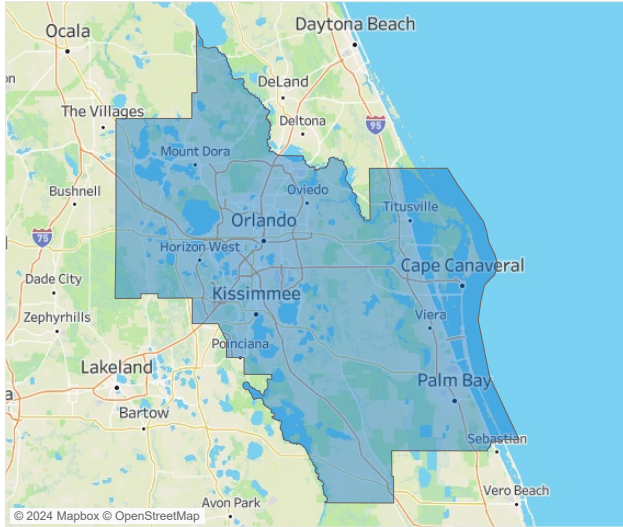 Daytona Beach
Ocala
DeLand
The Villages
Deltona
95
Mount Dora
Bushnell
Oviedo
Titusville
Orlando
75
Horizon West
Cape Canaveral
Dade City
Kissimmee
Zephyrhills
Viera
Poinciana
Lakeland
Palm Bay
Bartow
Sebastian
Vero Beach
Avon Park
© 2024 Mapbox © OpenStreetMap